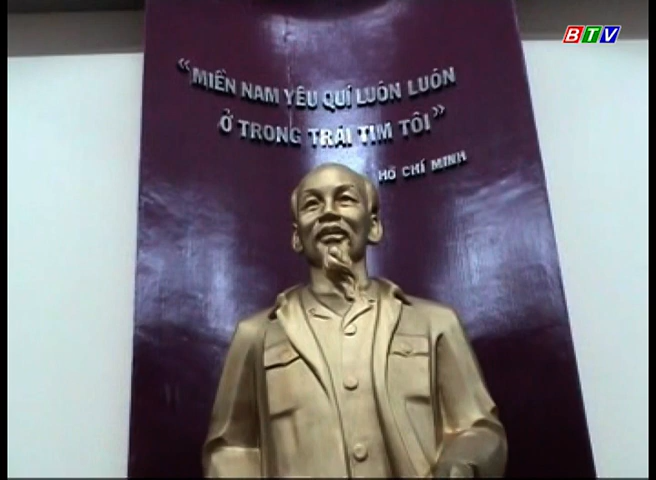 BTV
“MIỀN NAM YÊU QUÍ LUÔN LUÔN
Ở TRONG TRÁI TIM TÔI”
HỒ CHÍ MINH